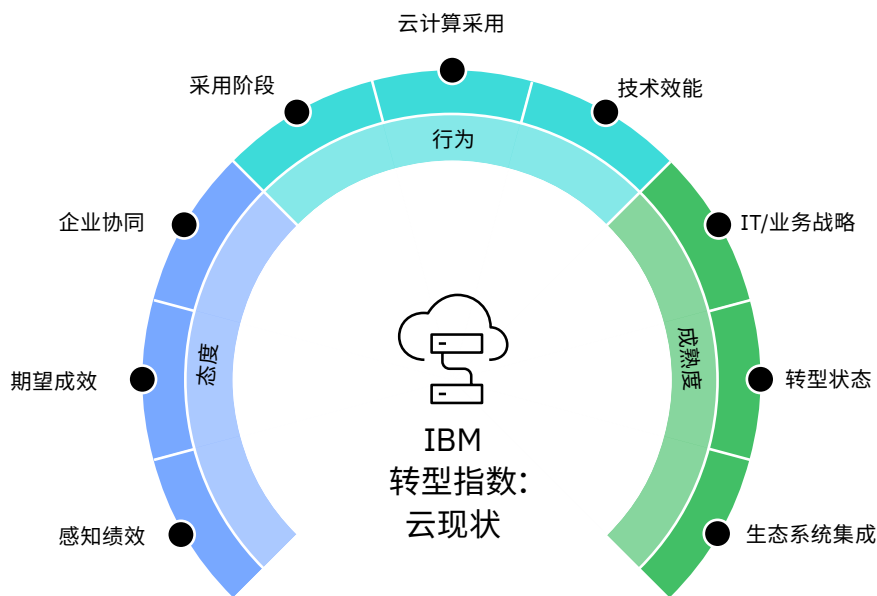 云计算采用
采用阶段
技术效能
行为
企业协同
IT/业务战略
态度
成熟度
期望成效
转型状态
IBM
转型指数：
云现状
感知绩效
生态系统集成